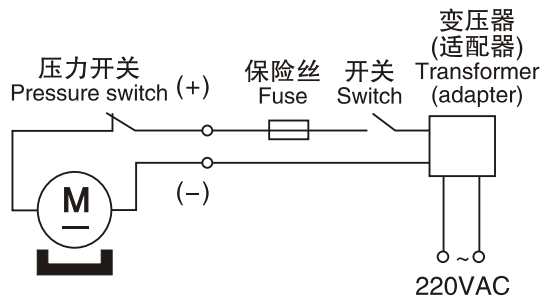 变压器
(适配器)
Transformer
(adapter)
压力开关
Pressure switch
(+)
保险丝
Fuse
开关
Switch
M
(−)
~
220VAC